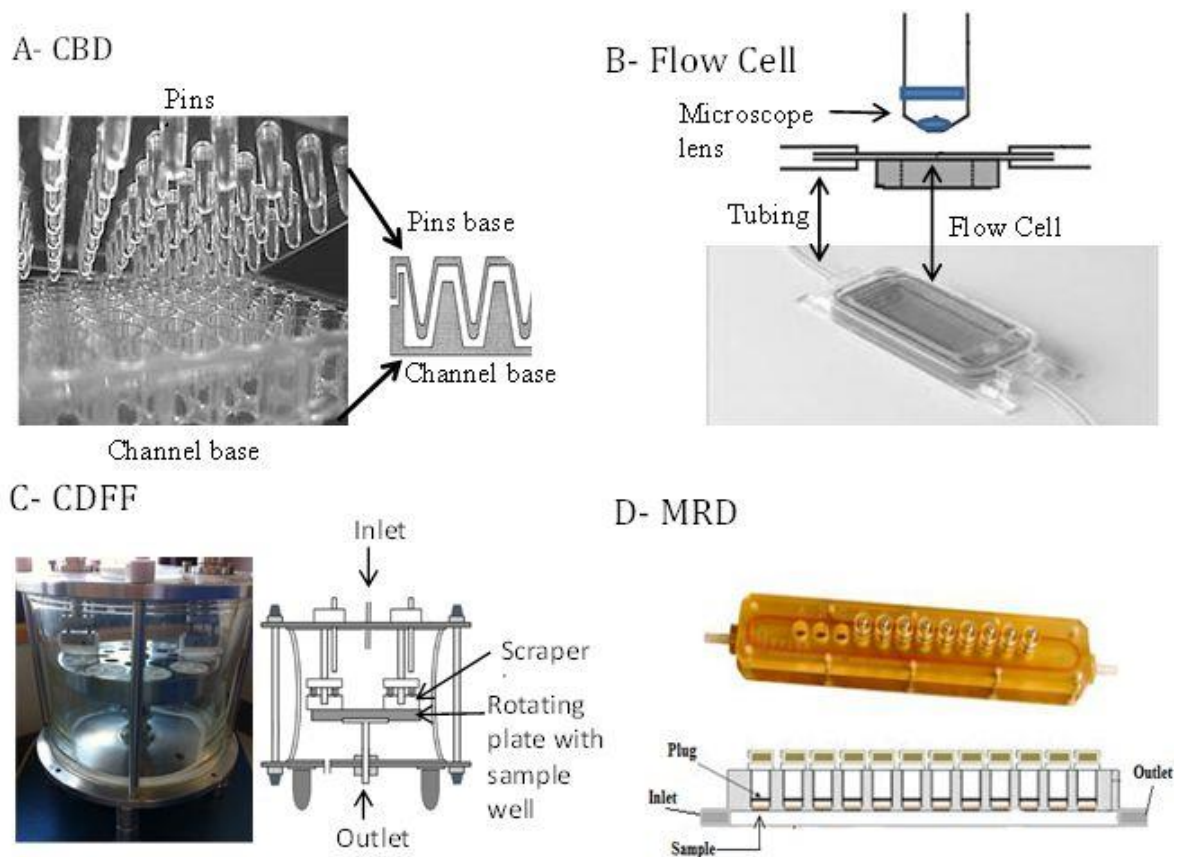 A- CBD
Pins
Pins base
Channel base
Channel base
B- Flow Cell
Microscope
lens
Tubing
Flow Cell
C- CDFF
Inlet
Scraper
Rotating
plate with
sample
well
Outlet
D- MRD
Plug
Inlet
Outlet
Sample